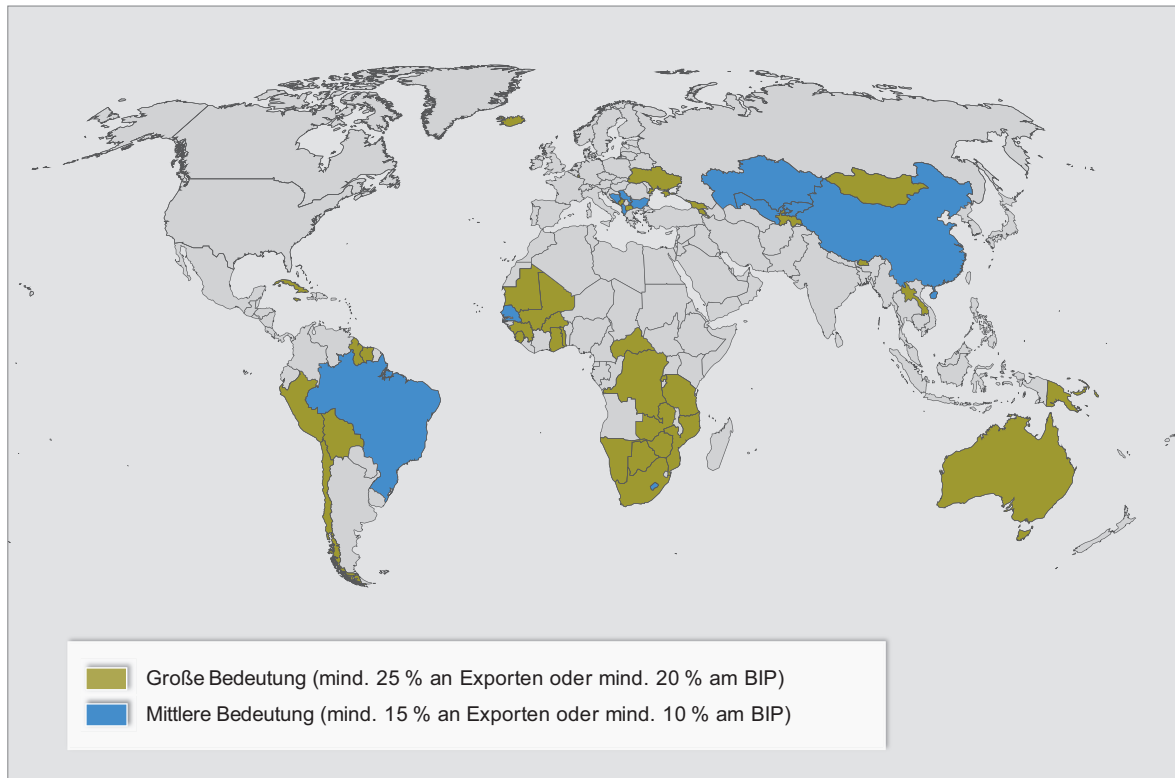 Große Bedeutung (mind. 25 % an Exporten oder mind. 20 % am BIP)
Mittlere Bedeutung (mind. 15 % an Exporten oder mind. 10 % am BIP)